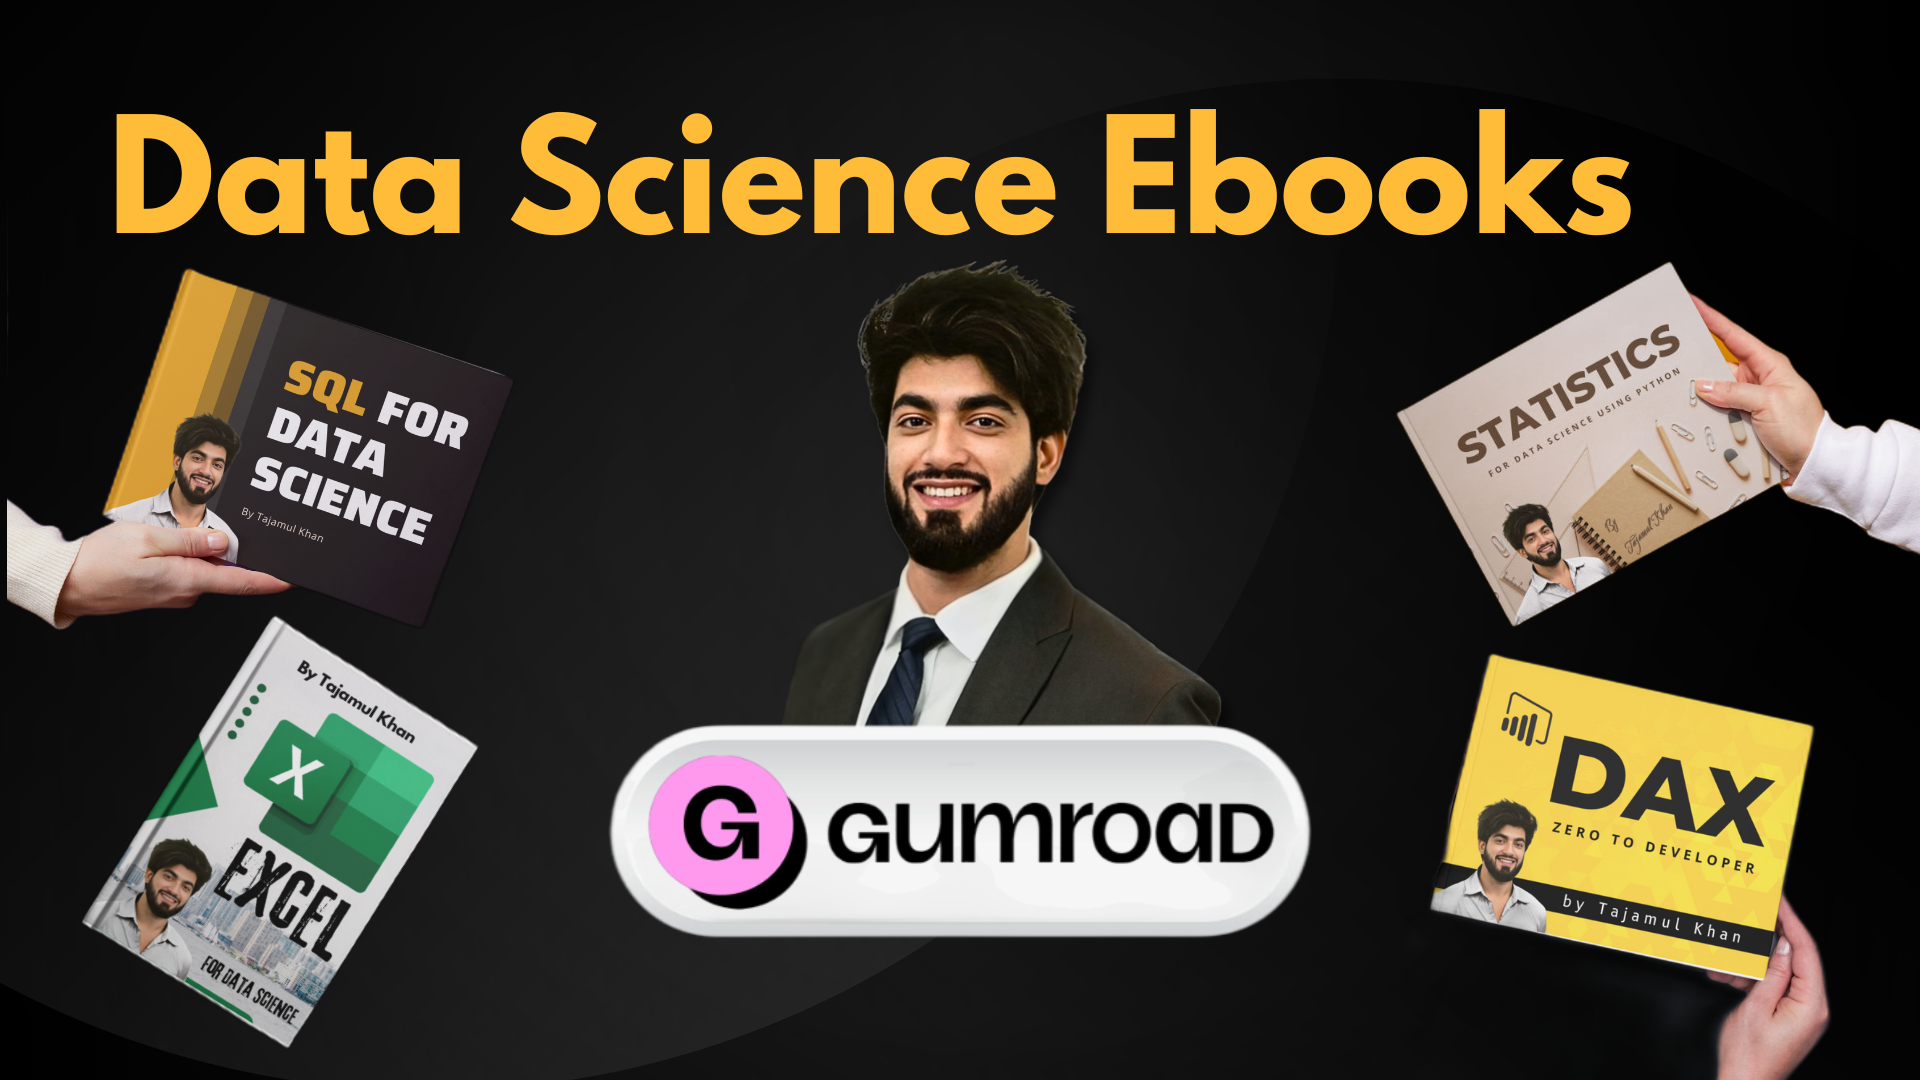 Data Science Ebooks
SQL FOR
DATA
SCIENCE
By Tajamul Khan
STATISTICS
FOR DATA SCIENCE USING PYTHON
By
Tajamul Khan
By Tajamul Khan
X
EXCEL
FOR DATA SCIENCE
G GUMROAD
DAX
ZERO TO DEVELOPER
by Tajamul Khan